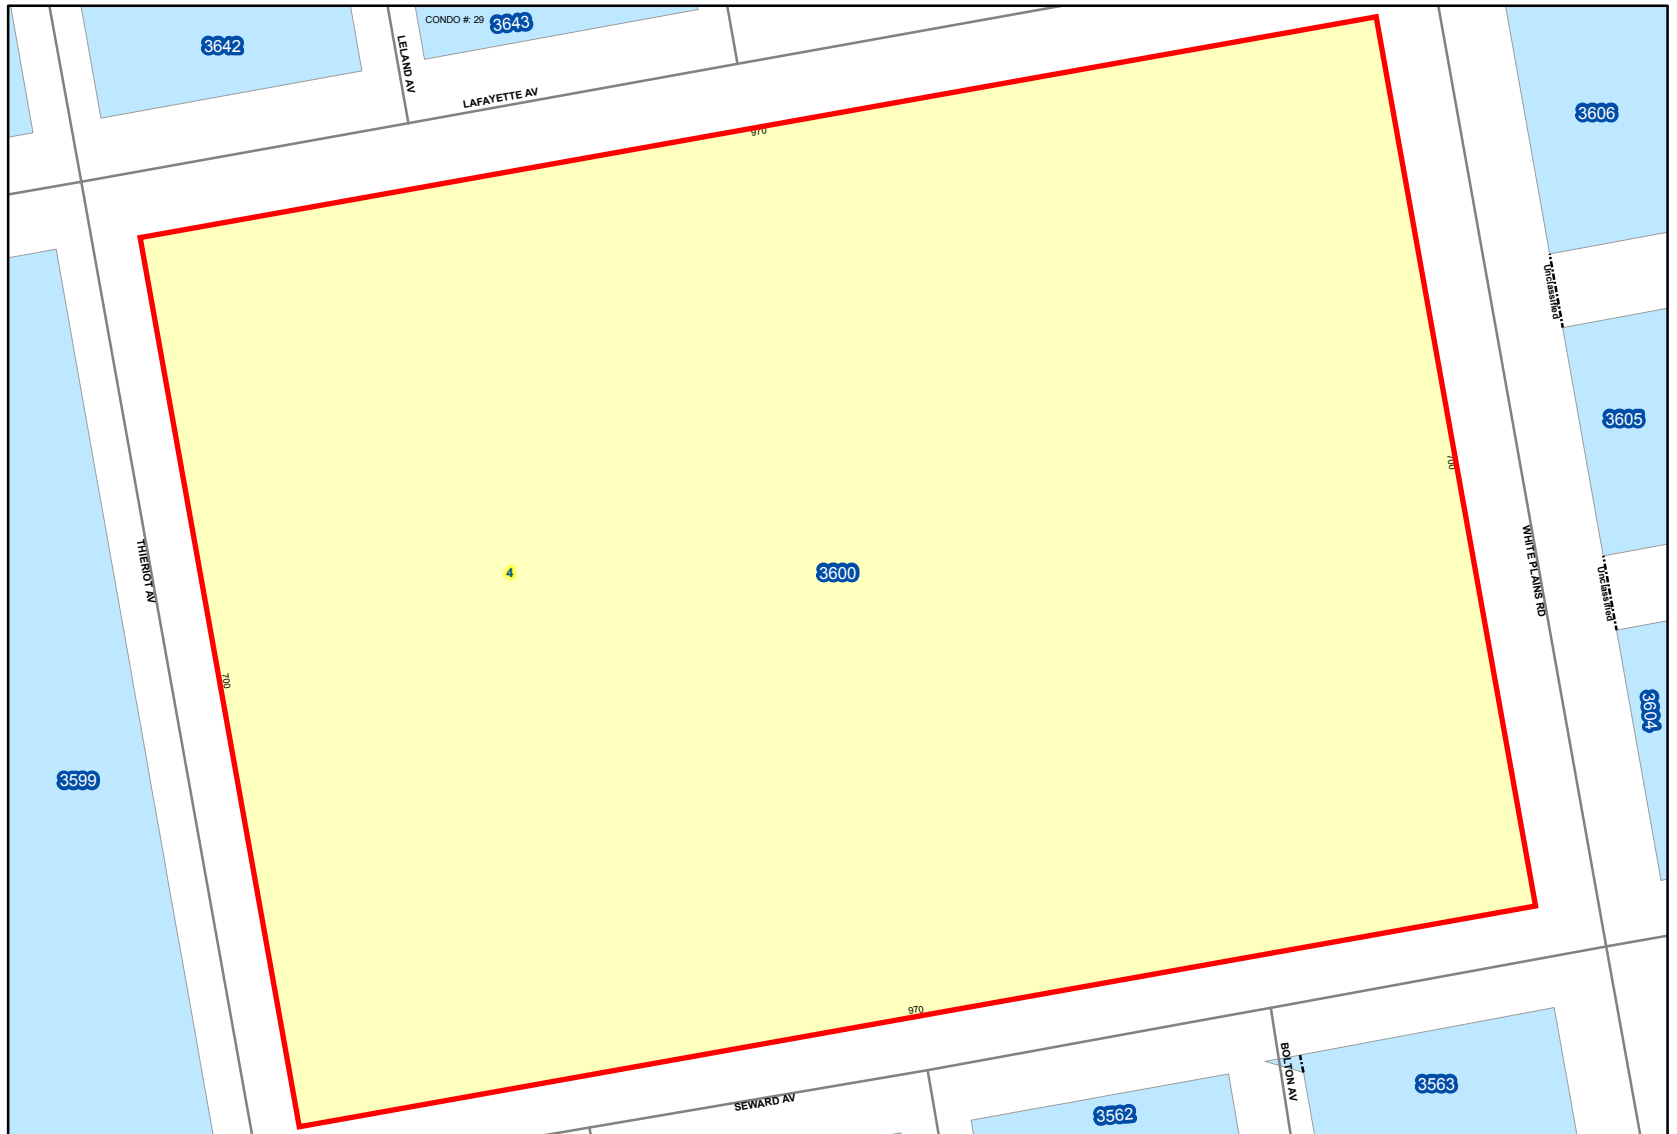 CONDO #: 29
3643
3642
LELAND AV
LAFAYETTE AV
970
3606
Unclassified
3605
700
WHITE PLAINS RD
THIERIOT AV
4
3600
Unclassified
700
3604
3599
970
BOLTON AV
SEWARD AV
3562
3563